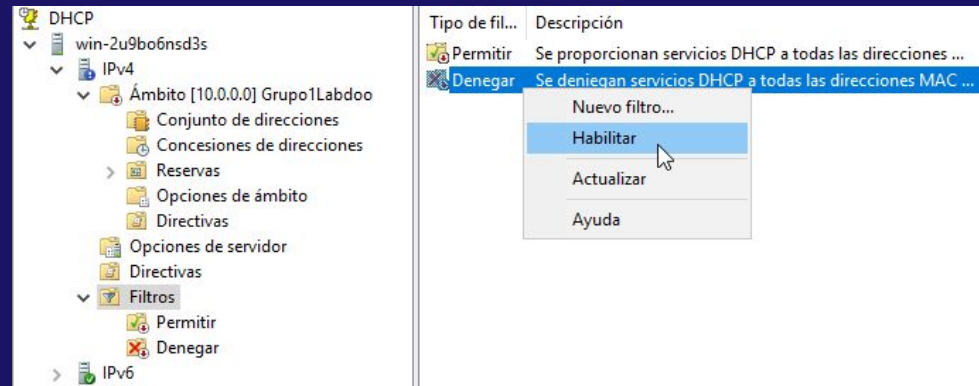 DHCP
win-2u9bo6nsd3s
IPv4
Ámbito [10.0.0.0] Grupo1Labdoo
Conjunto de direcciones
Concesiones de direcciones
Reservas
Opciones de ámbito
Directivas
Opciones de servidor
Directivas
Filtros
Permitir
Denegar
IPv6
Tipo de fil... Descripción
Permitir Se proporcionan servicios DHCP a todas las direcciones ...
Denegar Se deniegan servicios DHCP a todas las direcciones MAC ...
Nuevo filtro...
Habilitar
Actualizar
Ayuda